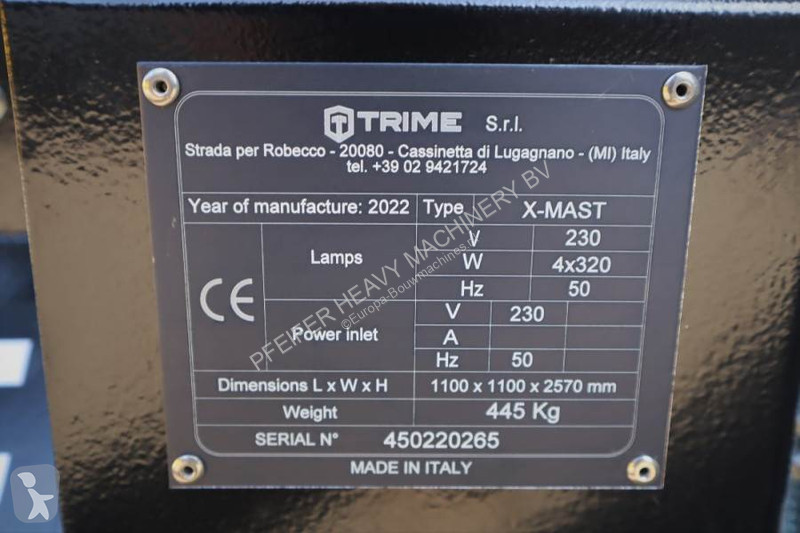 TRIME S.r.l.
Strada per Robecco - 20080 - Cassinetta di Lugagnano - (MI) Italy
tel. +39 02 9421724
Year of manufacture: 2022 Type X-MAST
CE
Lamps
V 230
W 4x320
Hz 50
Power inlet
V 230
A
Hz 50
Dimensions L x W x H 1100 x 1100 x 2570 mm
Weight 445 Kg
SERIAL N° 450220265
MADE IN ITALY
PFEIFER HEAVY MACHINERY BV
©Europa-Bouwmachines.nl